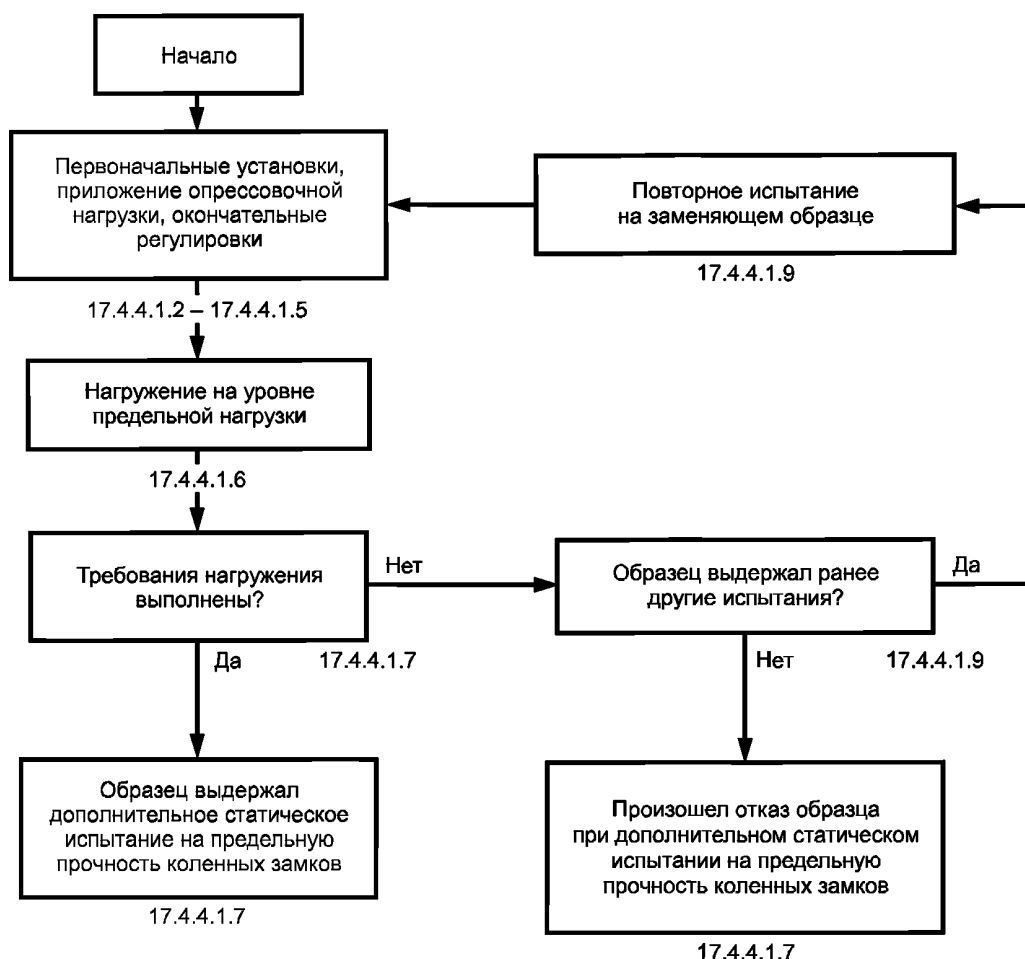 Начало
Первоначальные установки,
приложение опрессовочной
нагрузки, окончательные
регулировки
Повторное испытание
на заменяющем образце
17.4.4.1.9
17.4.4.1.2 – 17.4.4.1.5
Нагружение на уровне
предельной нагрузки
17.4.4.1.6
Требования нагружения
выполнены?
Нет
Образец выдержал ранее
другие испытания?
Да
Да
17.4.4.1.7
Нет
17.4.4.1.9
Образец выдержал
дополнительное статическое
испытание на предельную
прочность коленных замков
17.4.4.1.7
Произошел отказ образца
при дополнительном статическом
испытании на предельную
прочность коленных замков
17.4.4.1.7